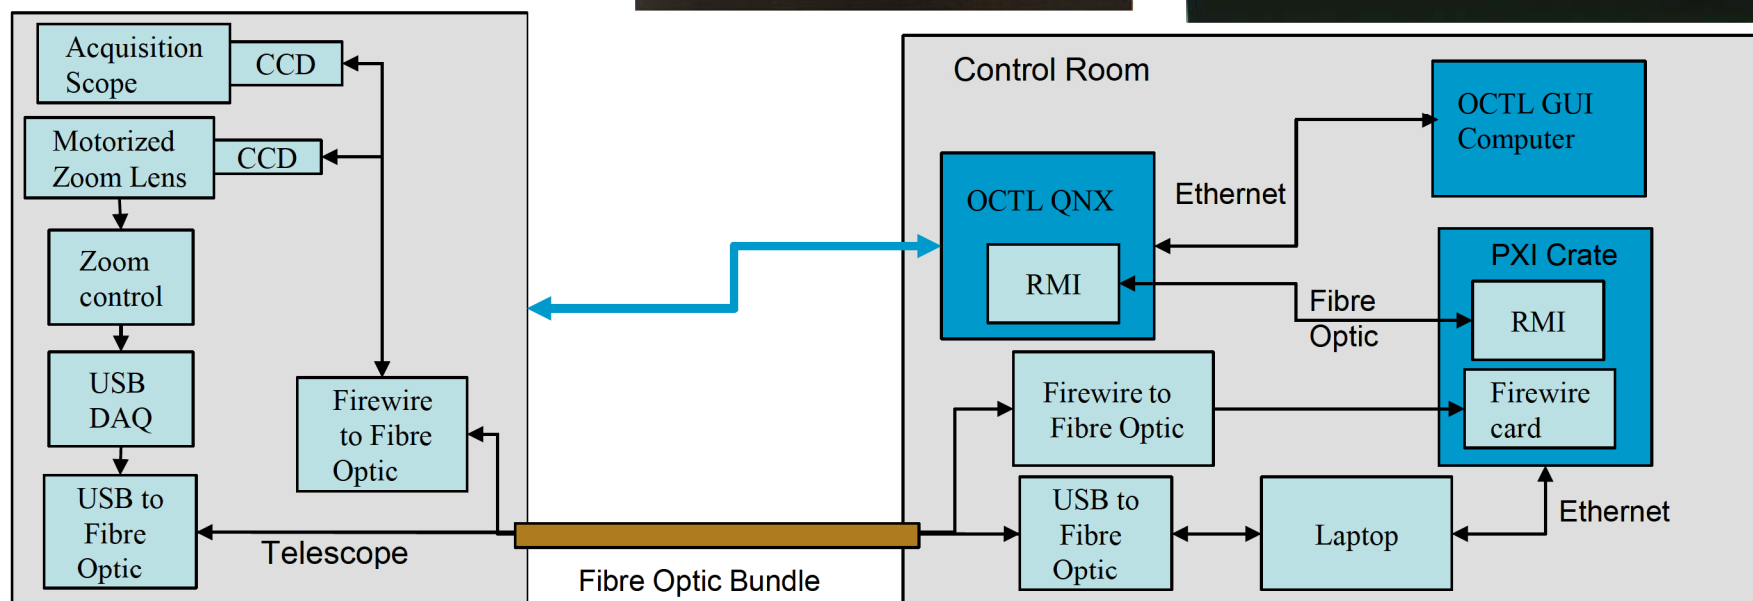 Acquisition
Scope
CCD
Motorized
Zoom Lens
CCD
Zoom
control
USB
DAQ
USB to
Fibre
Optic
Firewire
to Fibre
Optic
Telescope
Fibre Optic Bundle
Control Room
OCTL QNX
RMI
Ethernet
OCTL GUI
Computer
PXI Crate
RMI
Fibre
Optic
Firewire
card
Firewire to
Fibre Optic
USB to
Fibre
Optic
Laptop
Ethernet